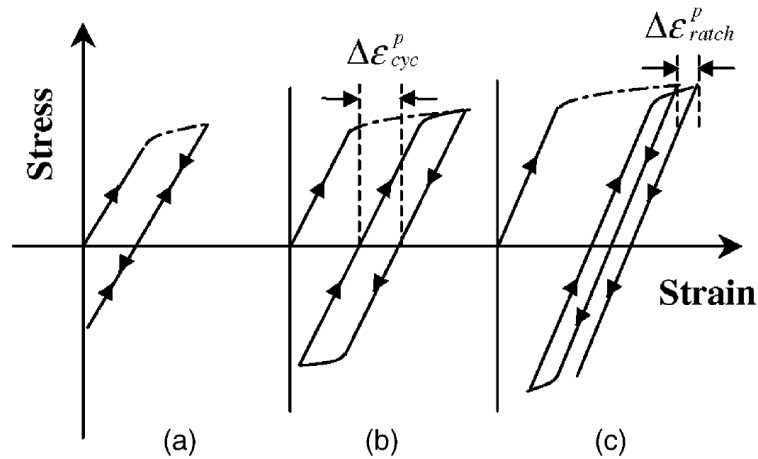 Δε^p_cyc
Δε^p_ratch
Stress
Strain
(a)
(b)
(c)